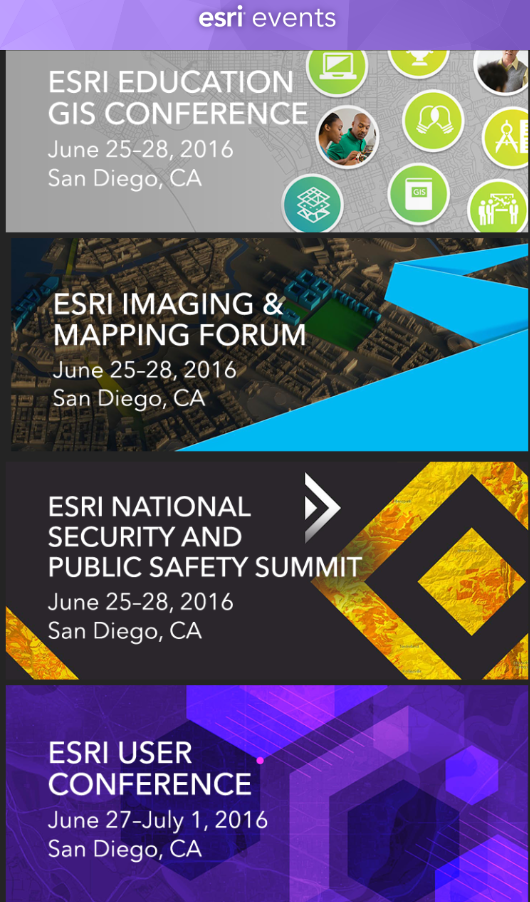 esri events
ESRI EDUCATION
GIS CONFERENCE
June 25–28, 2016
San Diego, CA
GIS
ESRI IMAGING &
MAPPING FORUM
June 25–28, 2016
San Diego, CA
ESRI NATIONAL
SECURITY AND
PUBLIC SAFETY SUMMIT
June 25–28, 2016
San Diego, CA
ESRI USER
CONFERENCE
June 27–July 1, 2016
San Diego, CA